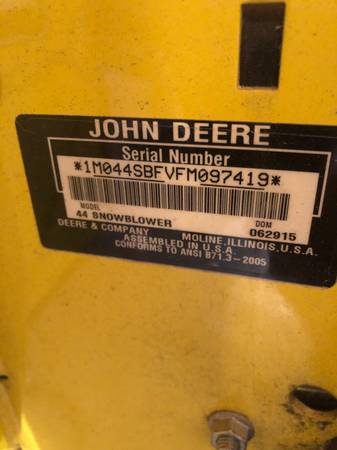 JOHN DEERE
Serial Number
*1M044SBFVFM097419*
MODEL DOM
44 SNOWBLOWER 062915
DEERE & COMPANY MOLINE, ILLINOIS, U.S.A.
ASSEMBLED IN U.S.A
CONFORMS TO ANSI B71.3-2005